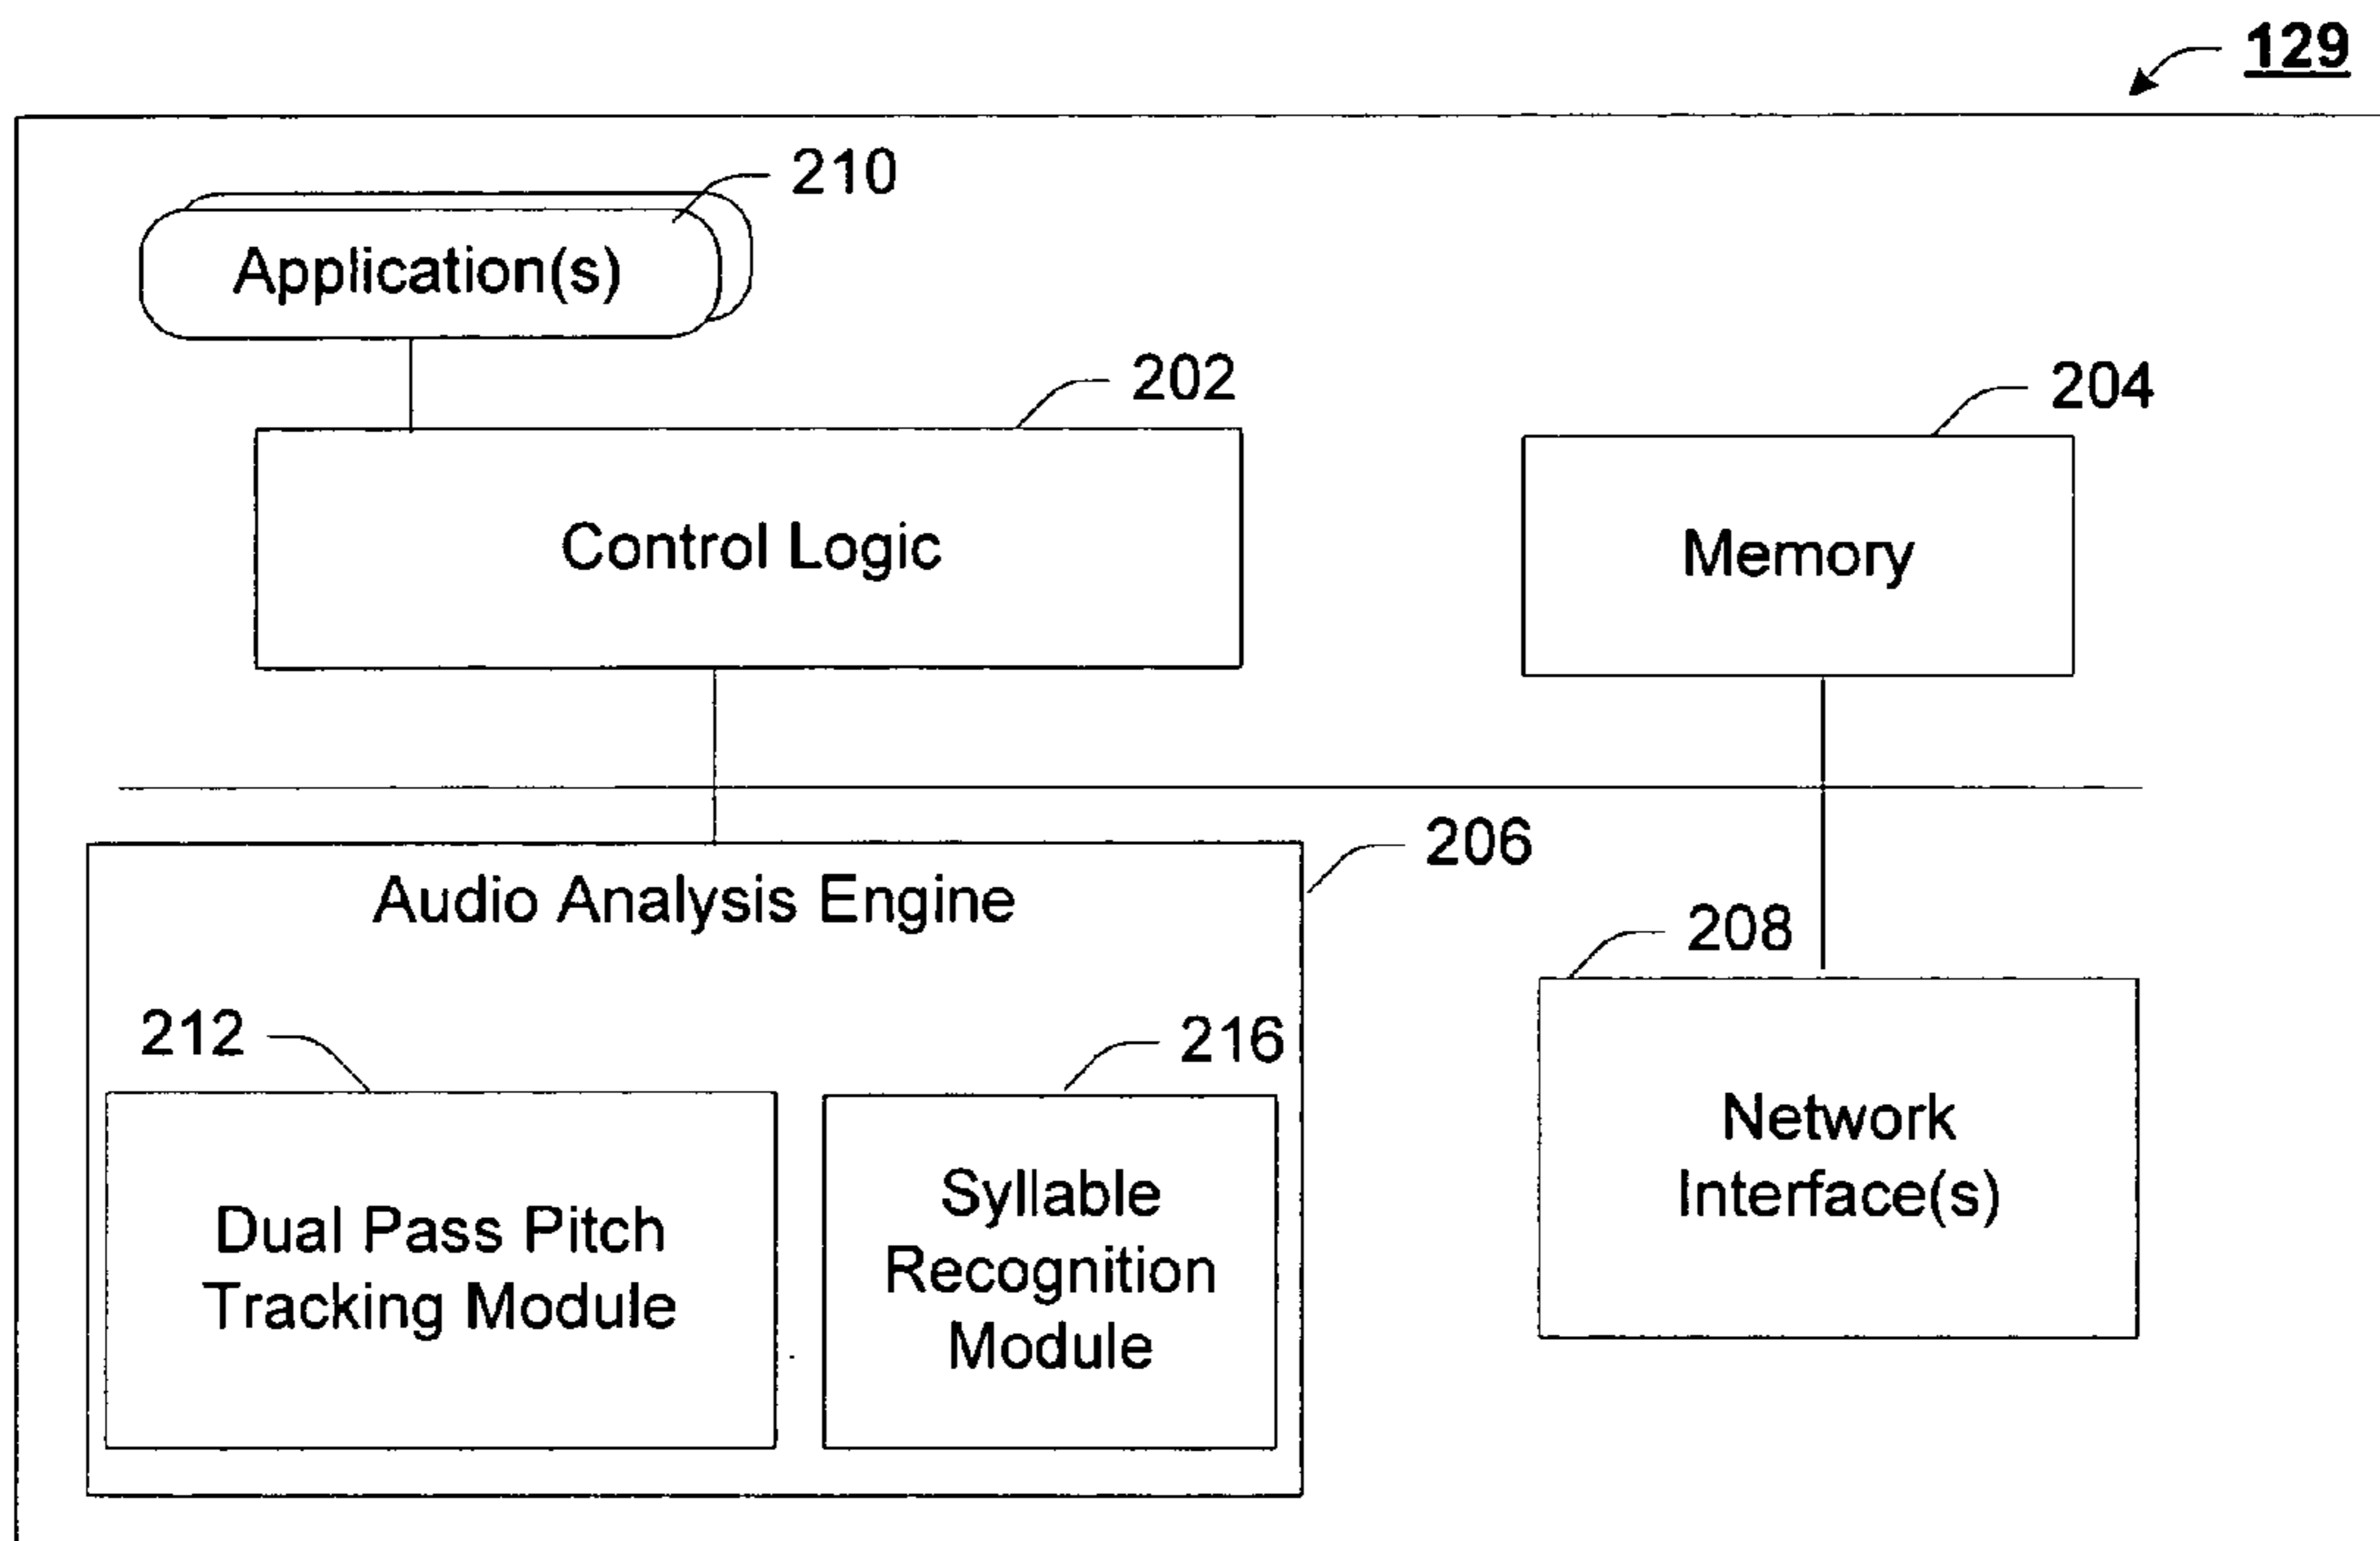 129
210
Application(s)
202
204
Control Logic
Memory
206
Audio Analysis Engine
208
212
216
Network
Interface(s)
Dual Pass Pitch
Tracking Module
Syllable
Recognition
Module